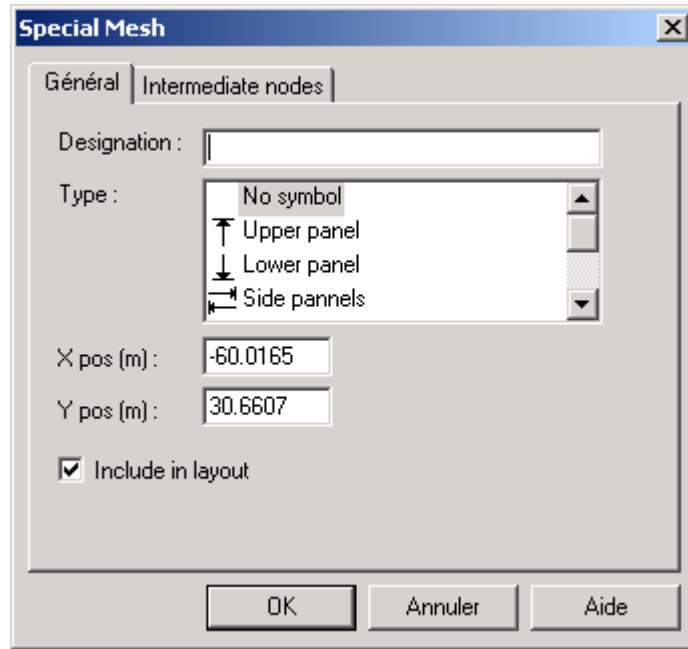 Special Mesh
Général Intermediate nodes
Designation :
Type :
No symbol
Upper panel
Lower panel
Side pannels
X pos (m) : -60.0165
Y pos (m) : 30.6607
Include in layout
OK Annuler Aide